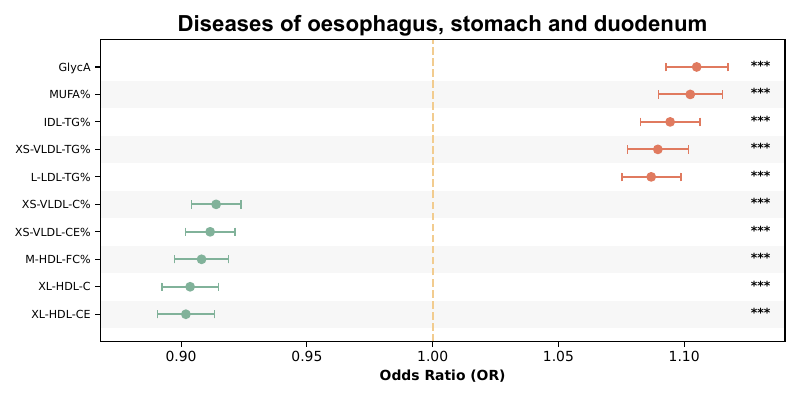 Diseases of oesophagus, stomach and duodenum
GlycA ***
MUFA% ***
IDL-TG% ***
XS-VLDL-TG% ***
L-LDL-TG% ***
XS-VLDL-C% ***
XS-VLDL-CE% ***
M-HDL-FC% ***
XL-HDL-C ***
XL-HDL-CE ***
0.90 0.95 1.00 1.05 1.10
Odds Ratio (OR)